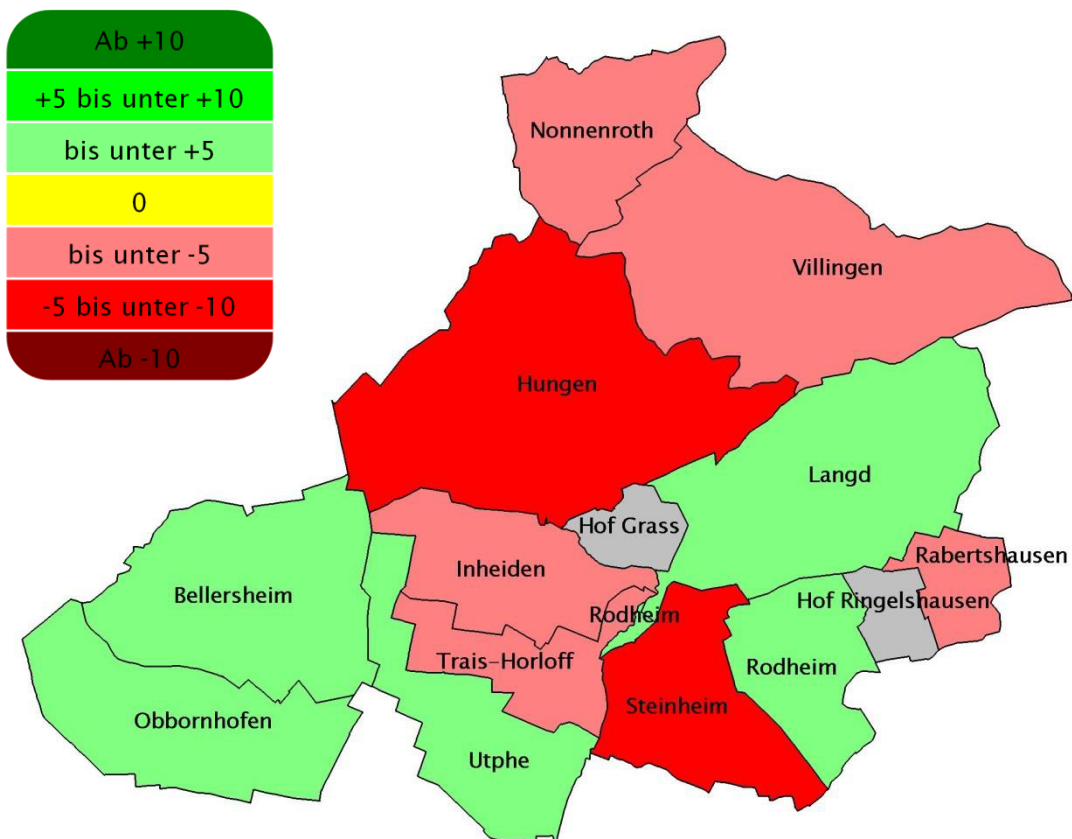 Ab +10
+5 bis unter +10
bis unter +5
0
bis unter -5
-5 bis unter -10
Ab -10
Nonnenroth
Villingen
Hungen
Langd
Hof Grass
Rabertshausen
Inheiden
Bellersheim
Hof Ringelshausen
Rodheim
Trais-Horloff
Rodheim
Steinheim
Obbornhofen
Utphe